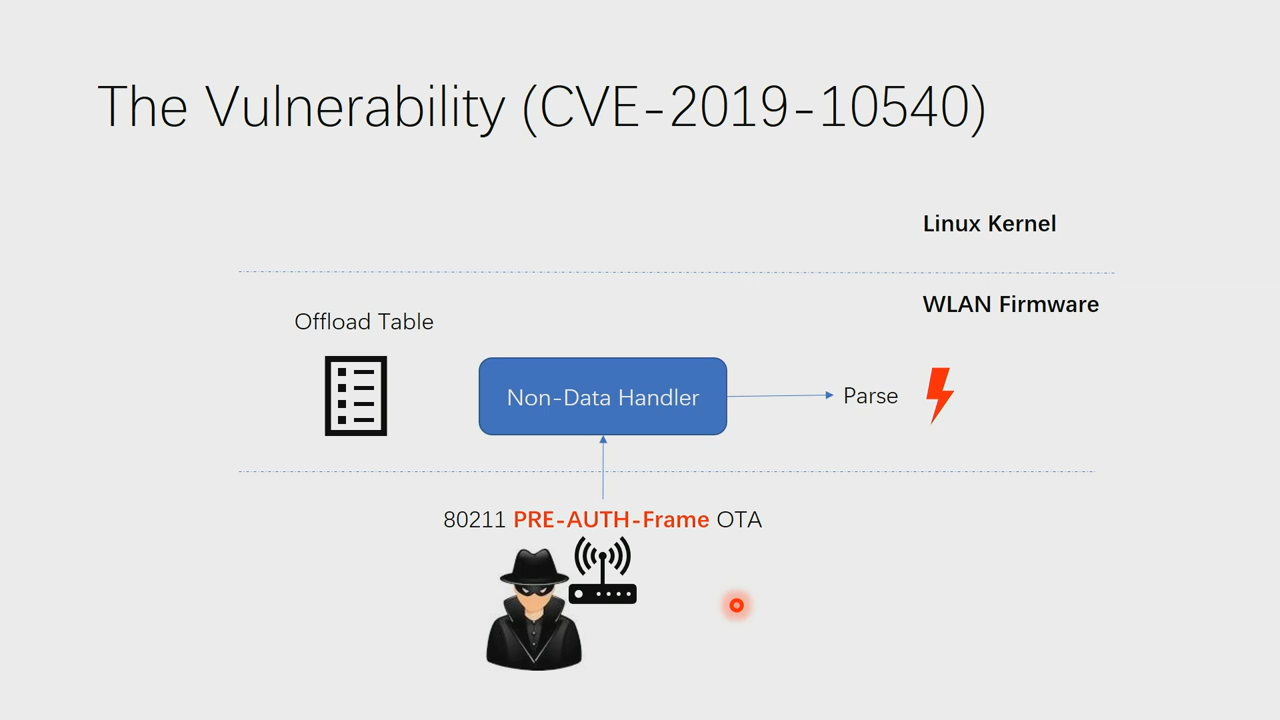 The Vulnerability (CVE-2019-10540)
Linux Kernel
WLAN Firmware
Offload Table
Non-Data Handler
Parse
80211 PRE-AUTH-Frame OTA